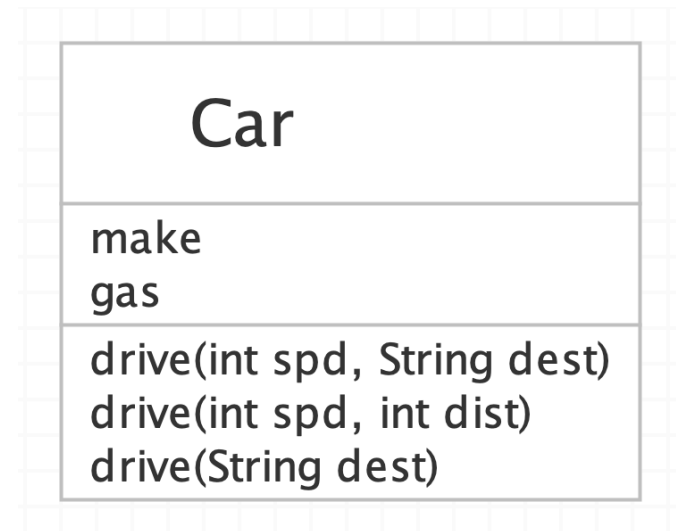 Car
make
gas
drive(int spd, String dest)
drive(int spd, int dist)
drive(String dest)